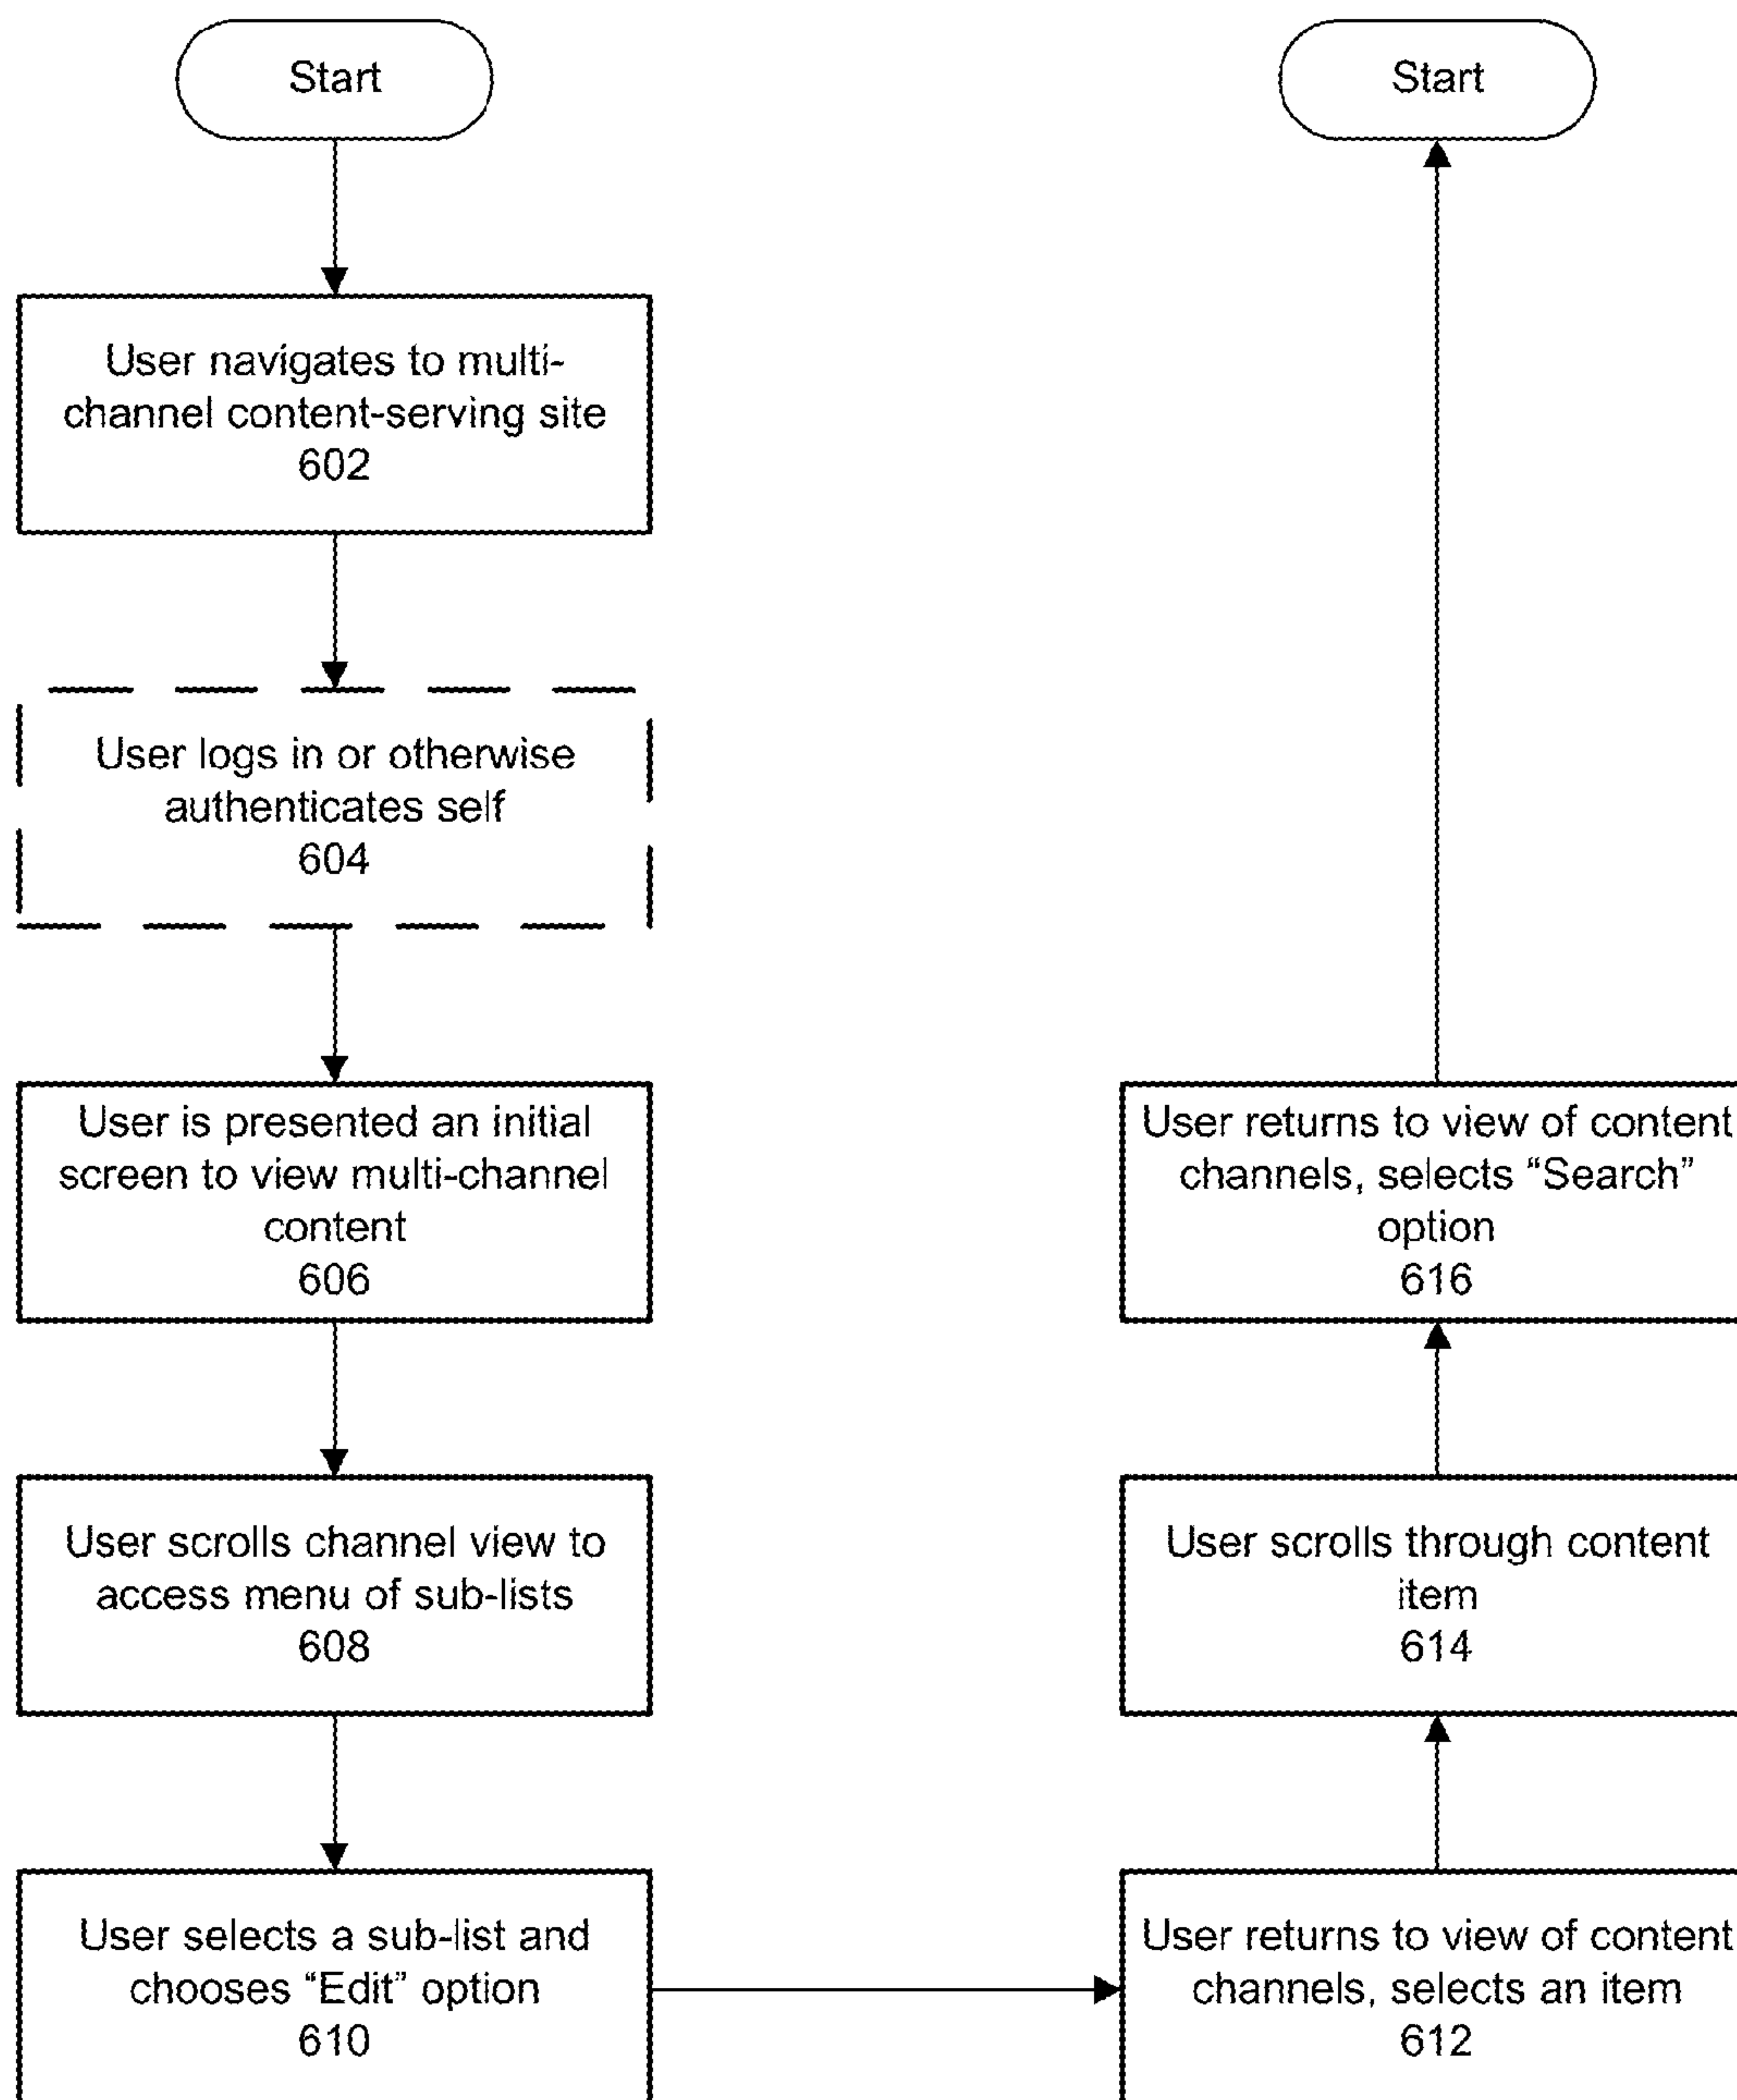 Start
User navigates to multi-
channel content-serving site
602
User logs in or otherwise
authenticates self
604
User is presented an initial
screen to view multi-channel
content
606
User scrolls channel view to
access menu of sub-lists
608
User selects a sub-list and
chooses “Edit” option
610
User returns to view of content
channels, selects an item
612
User scrolls through content
item
614
User returns to view of content
channels, selects “Search”
option
616
Start